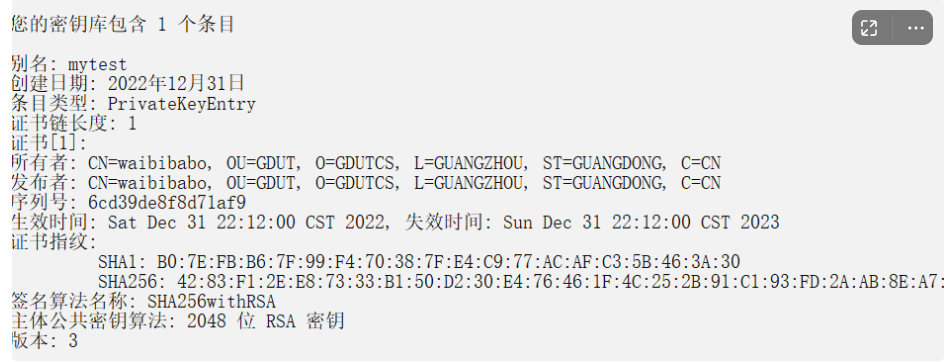 您的密钥库包含 1 个条目
别名: mytest
创建日期: 2022年12月31日
条目类型: PrivateKeyEntry
证书链长度: 1
证书[1]:
所有者: CN=waibibabo, OU=GDUT, O=GDUTCS, L=GUANGZHOU, ST=GUANGDONG, C=CN
发布者: CN=waibibabo, OU=GDUT, O=GDUTCS, L=GUANGZHOU, ST=GUANGDONG, C=CN
序列号: 6cd39de8f8d71af9
生效时间: Sat Dec 31 22:12:00 CST 2022, 失效时间: Sun Dec 31 22:12:00 CST 2023
证书指纹:
SHA1: B0:7E:FB:B6:7F:99:F4:70:38:7F:E4:C9:77:AC:AF:C3:5B:46:3A:30
SHA256: 42:83:F1:2E:E8:73:33:B1:50:D2:30:E4:76:46:1F:4C:25:2B:91:C1:93:FD:2A:AB:8E:A7:
签名算法名称: SHA256withRSA
主体公共密钥算法: 2048 位 RSA 密钥
版本: 3